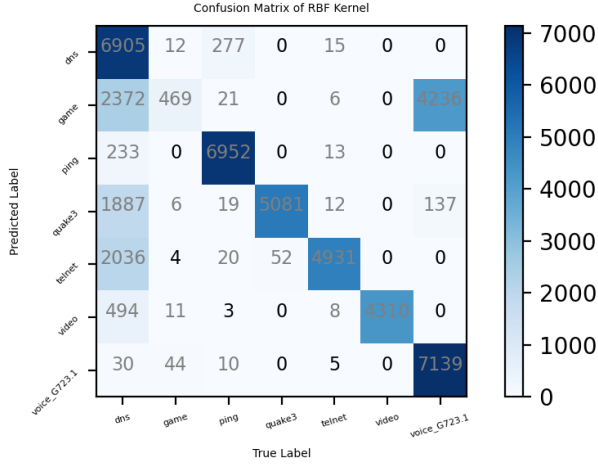 Confusion Matrix of RBF Kernel
Predicted Label
dns 6905 12 277 0 15 0 0
game 2372 469 21 0 6 0 4236
ping 233 0 6952 0 13 0 0
quake3 1887 6 19 5081 12 0 137
telnet 2036 4 20 52 4931 0 0
video 494 11 3 0 8 4310 0
voice_G723.1 30 44 10 0 5 0 7139
dns game ping quake3 telnet video voice_G723.1
True Label
7000
6000
5000
4000
3000
2000
1000
0